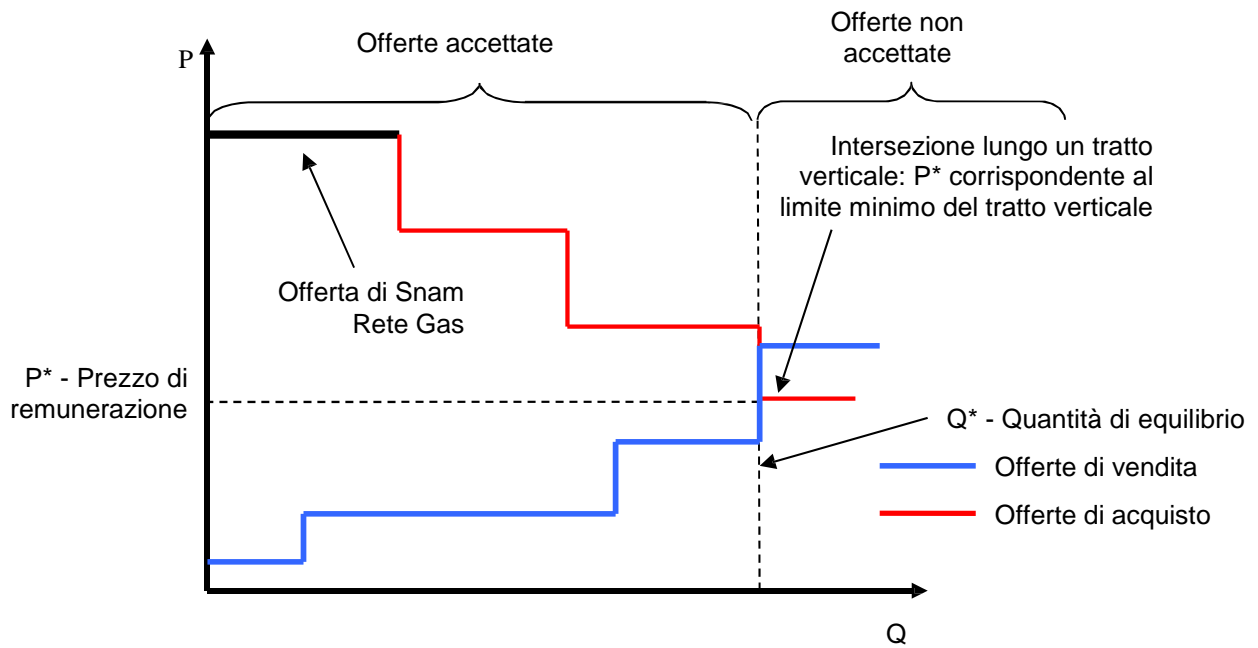 Offerte accettate
Offerte non
accettate
P
Intersezione lungo un tratto
verticale: P* corrispondente al
limite minimo del tratto verticale
Offerta di Snam
Rete Gas
P* - Prezzo di
remunerazione
Q* - Quantità di equilibrio
Offerte di vendita
Offerte di acquisto
Q